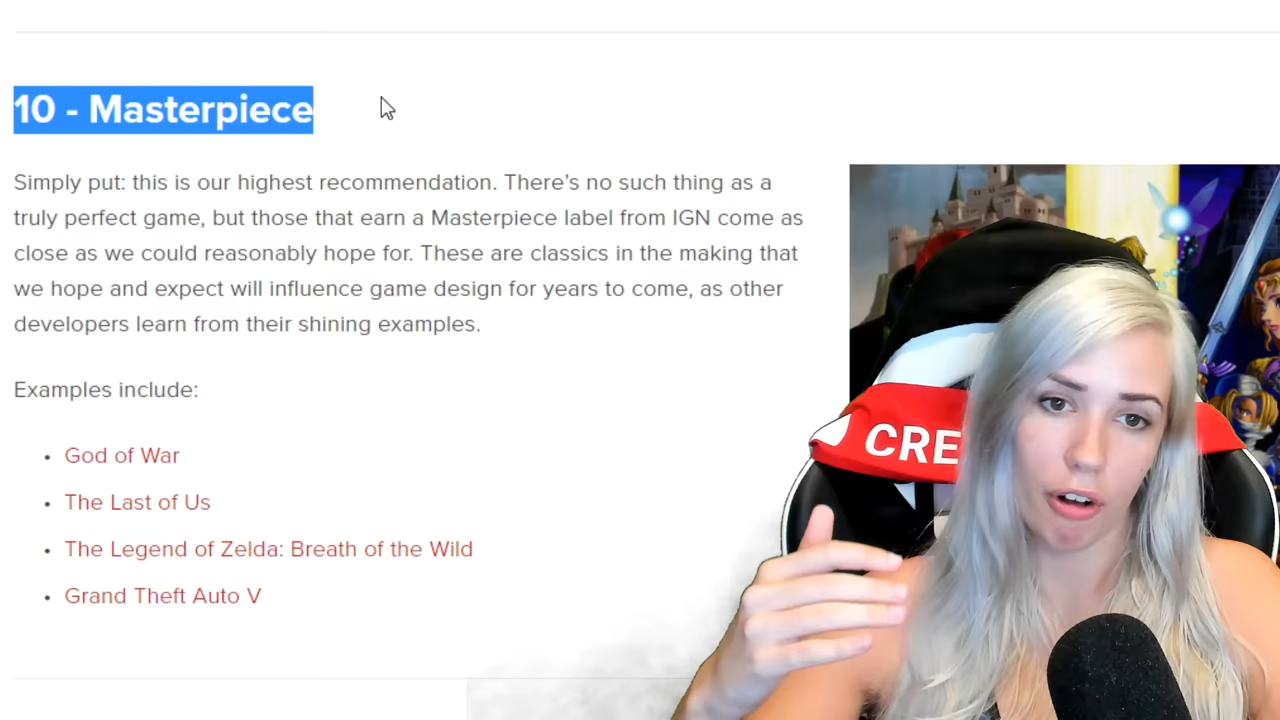 10 - Masterpiece
Simply put: this is our highest recommendation. There’s no such thing as a
truly perfect game, but those that earn a Masterpiece label from IGN come as
close as we could reasonably hope for. These are classics in the making that
we hope and expect will influence game design for years to come, as other
developers learn from their shining examples.
Examples include:
• God of War
• The Last of Us
• The Legend of Zelda: Breath of the Wild
• Grand Theft Auto V
CRE